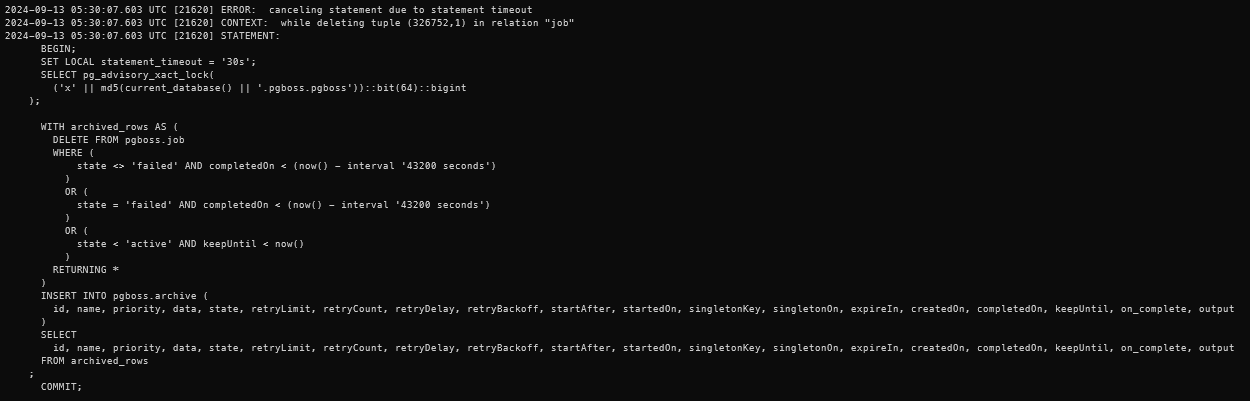 2024-09-13 05:30:07.603 UTC [21620] ERROR:  canceling statement due to statement timeout
2024-09-13 05:30:07.603 UTC [21620] CONTEXT:  while deleting tuple (326752,1) in relation "job"
2024-09-13 05:30:07.603 UTC [21620] STATEMENT:
      BEGIN;
      SET LOCAL statement_timeout = '30s';
      SELECT pg_advisory_xact_lock(
        ('x' || md5(current_database() || '.pgboss.pgboss'))::bit(64)::bigint
    );

      WITH archived_rows AS (
        DELETE FROM pgboss.job
        WHERE (
            state <> 'failed' AND completedOn < (now() - interval '43200 seconds')
          )
          OR (
            state = 'failed' AND completedOn < (now() - interval '43200 seconds')
          )
          OR (
            state < 'active' AND keepUntil < now()
          )
        RETURNING *
      )
      INSERT INTO pgboss.archive (
        id, name, priority, data, state, retryLimit, retryCount, retryDelay, retryBackoff, startAfter, startedOn, singletonKey, singletonOn, expireIn, createdOn, completedOn, keepUntil, on_complete, output
      )
      SELECT
        id, name, priority, data, state, retryLimit, retryCount, retryDelay, retryBackoff, startAfter, startedOn, singletonKey, singletonOn, expireIn, createdOn, completedOn, keepUntil, on_complete, output
      FROM archived_rows
    ;
      COMMIT;